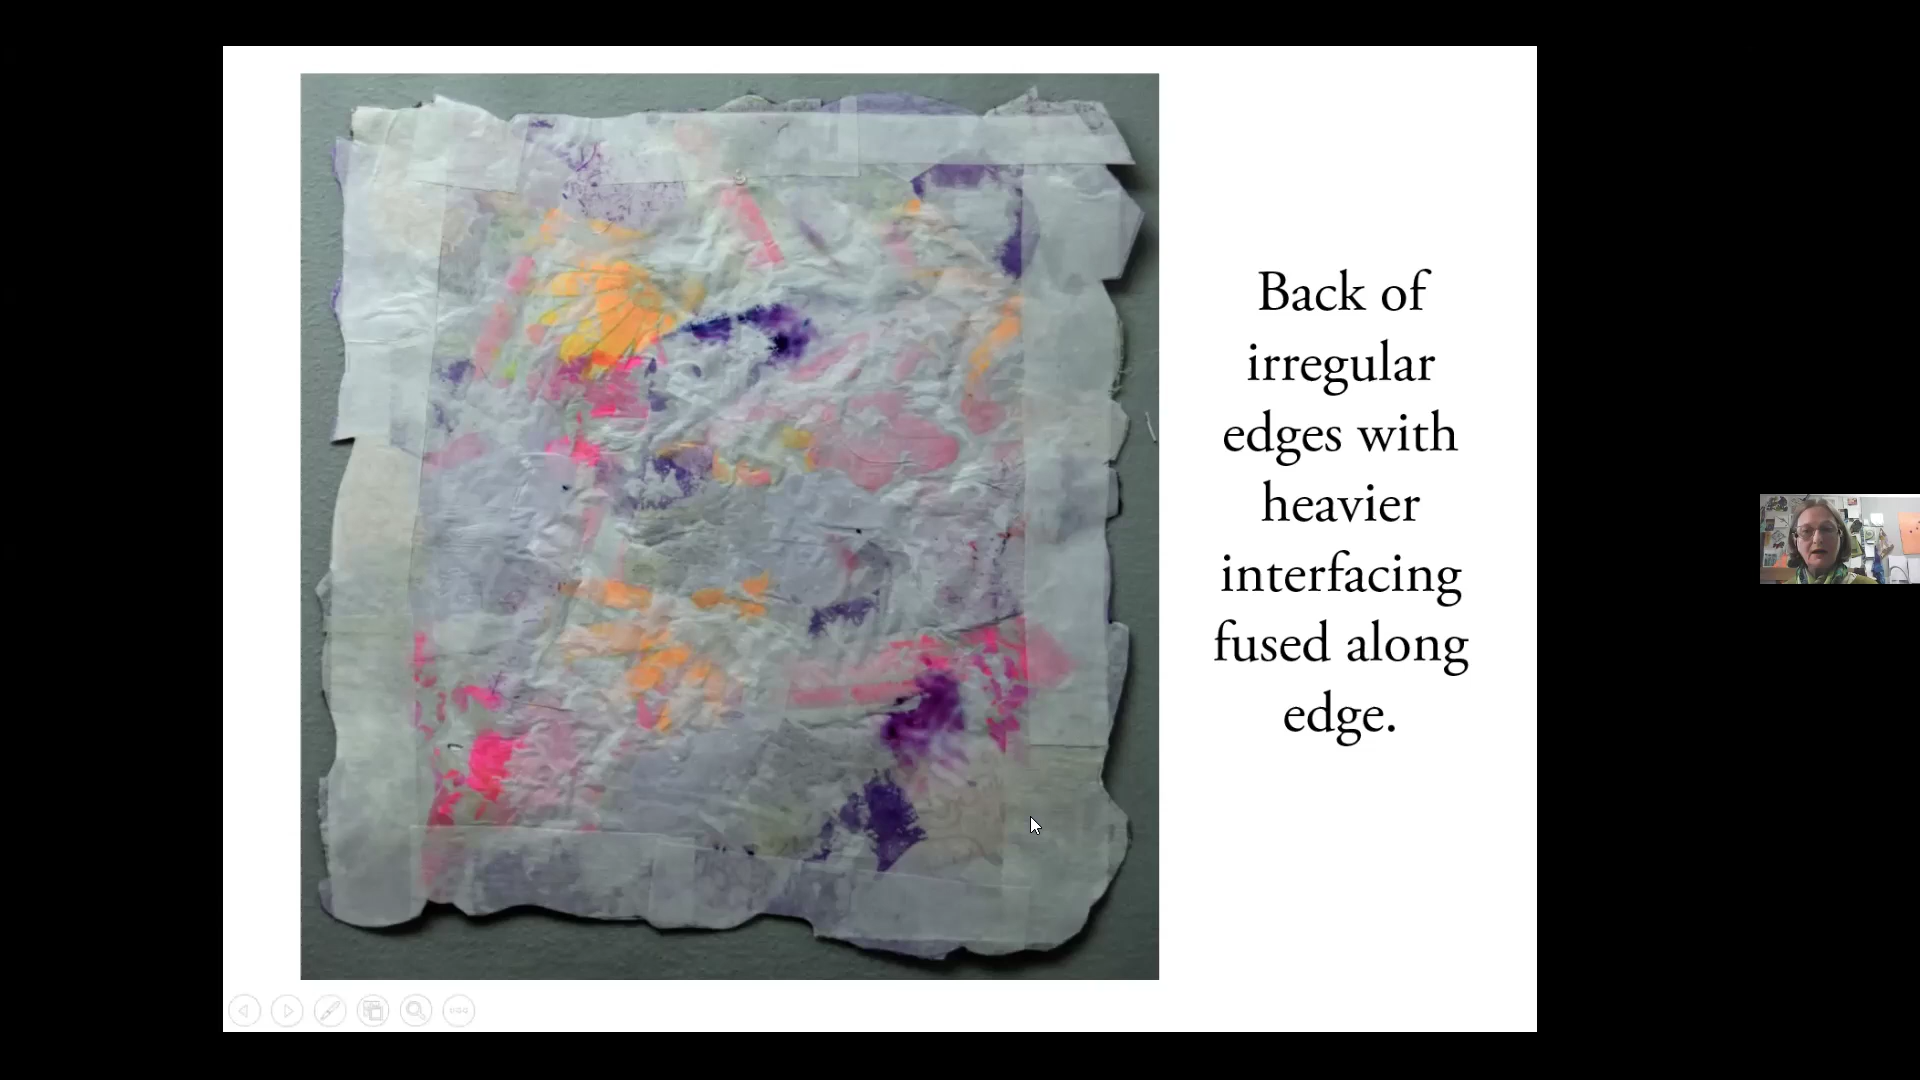 Back of
irregular
edges with
heavier
interfacing
fused along
edge.